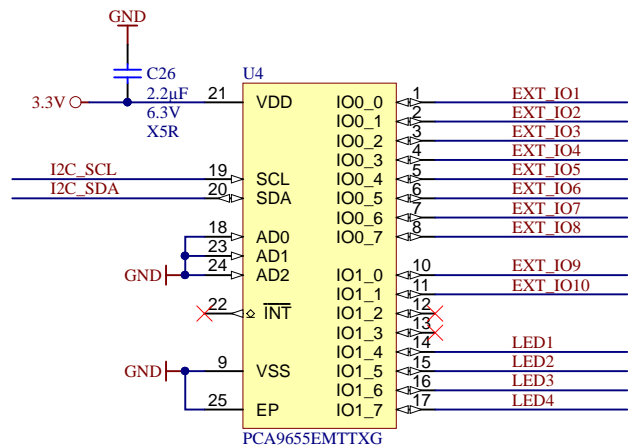 GND
C26
2.2µF
6.3V
X5R
3.3V
U4
21 VDD IO0_0 1 EXT_IO1
IO0_1 2 EXT_IO2
IO0_2 3 EXT_IO3
IO0_3 4 EXT_IO4
I2C_SCL 19 SCL IO0_4 5 EXT_IO5
I2C_SDA 20 SDA IO0_5 6 EXT_IO6
IO0_6 7 EXT_IO7
18 AD0 IO0_7 8 EXT_IO8
23 AD1
GND 24 AD2 IO1_0 10 EXT_IO9
IO1_1 11 EXT_IO10
22 INT IO1_2 12
IO1_3 13
IO1_4 14 LED1
GND 9 VSS IO1_5 15 LED2
IO1_6 16 LED3
25 EP IO1_7 17 LED4
PCA9655EMTTXG